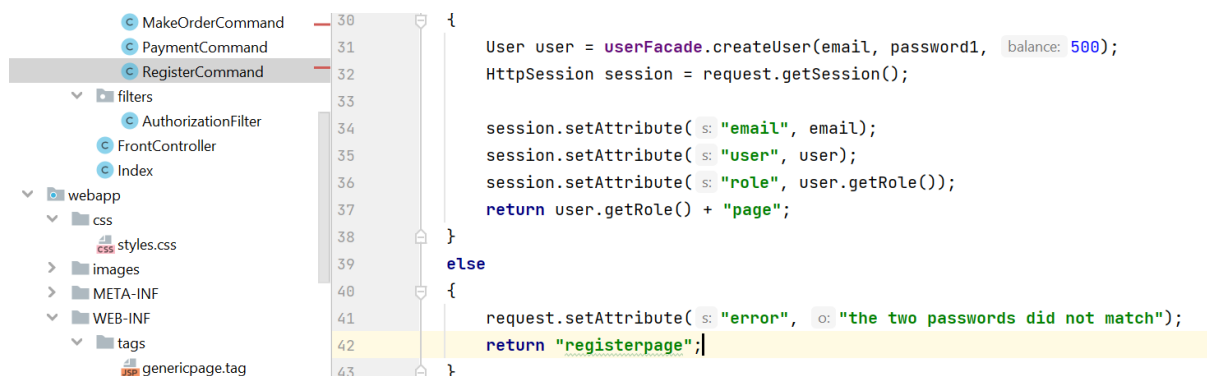 MakeOrderCommand
PaymentCommand
RegisterCommand
filters
AuthorizationFilter
FrontController
Index
webapp
css
styles.css
images
META-INF
WEB-INF
tags
genericpage.tag
30 {
31 User user = userFacade.createUser(email, password1, balance: 500);
32 HttpSession session = request.getSession();
33
34 session.setAttribute( s: "email", email);
35 session.setAttribute( s: "user", user);
36 session.setAttribute( s: "role", user.getRole());
37 return user.getRole() + "page";
38 }
39 else
40 {
41 request.setAttribute( s: "error", o: "the two passwords did not match");
42 return "registerpage";
43 }